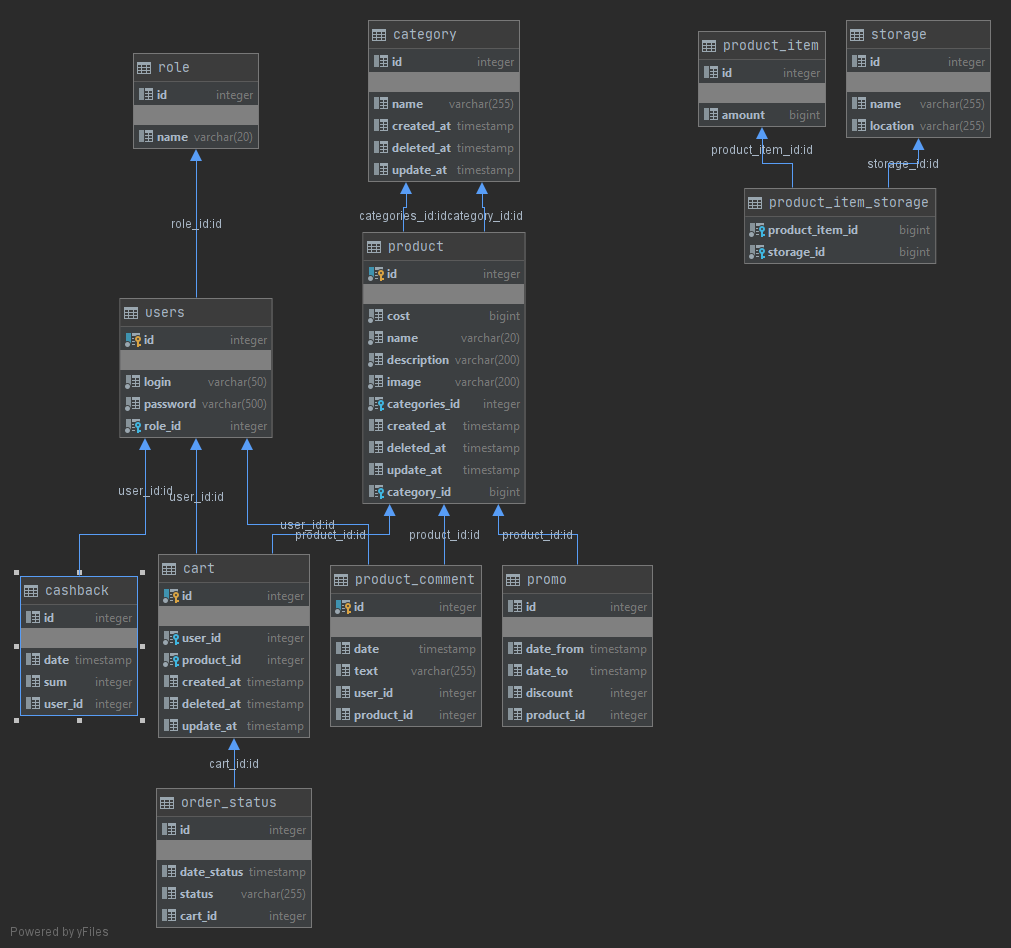 role
id integer
name varchar(20)
category
id integer
name varchar(255)
created_at timestamp
deleted_at timestamp
update_at timestamp
product_item
id integer
amount bigint
storage
id integer
name varchar(255)
location varchar(255)
product_item_id:id
storage_id:id
product_item_storage
product_item_id bigint
storage_id bigint
role_id:id
categories_id:id
category_id:id
product
id integer
cost bigint
name varchar(20)
description varchar(200)
image varchar(200)
categories_id integer
created_at timestamp
deleted_at timestamp
update_at timestamp
category_id bigint
users
id integer
login varchar(50)
password varchar(500)
role_id integer
user_id:id
user_id:id
user_id:id
product_id:id
product_id:id
product_id:id
cashback
id integer
date timestamp
sum integer
user_id integer
cart
id integer
user_id integer
product_id integer
created_at timestamp
deleted_at timestamp
update_at timestamp
product_comment
id integer
date timestamp
text varchar(255)
user_id integer
product_id integer
promo
id integer
date_from timestamp
date_to timestamp
discount integer
product_id integer
cart_id:id
order_status
id integer
date_status timestamp
status varchar(255)
cart_id integer
Powered by yFiles